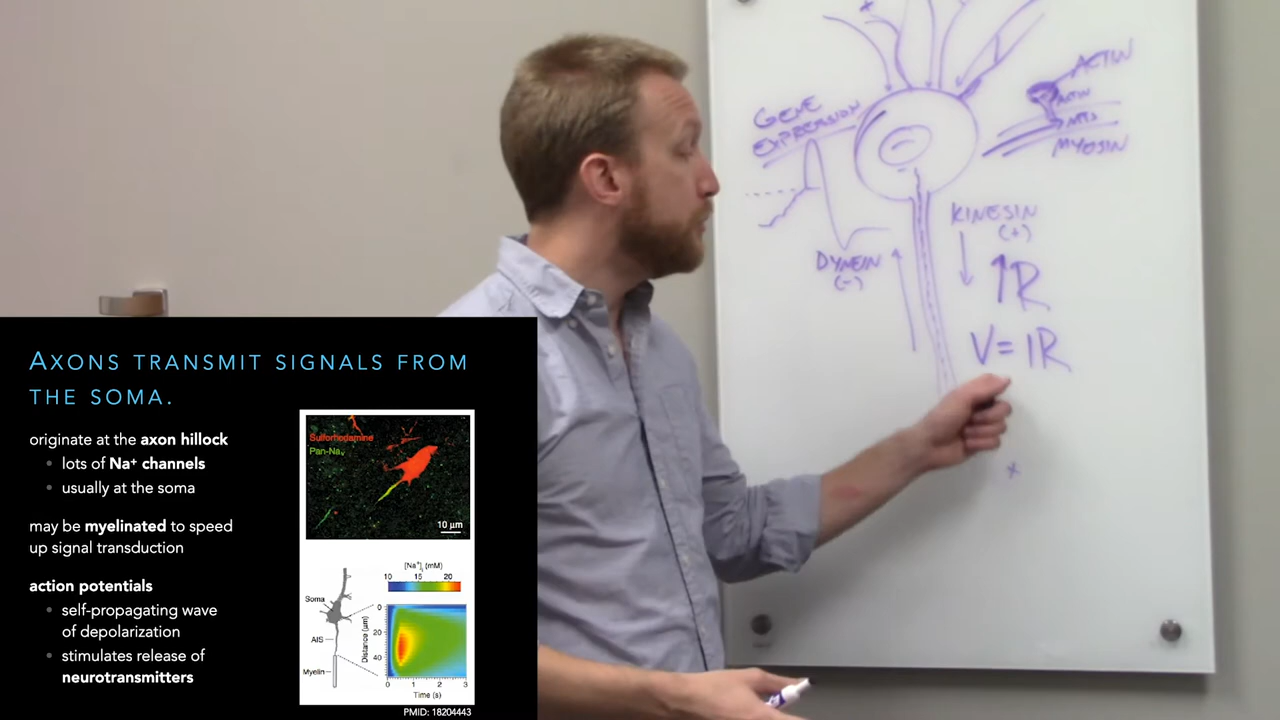 AXONS TRANSMIT SIGNALS FROM
THE SOMA.
originate at the axon hillock
• lots of Na⁺ channels
• usually at the soma
may be myelinated to speed
up signal transduction
action potentials
• self-propagating wave
of depolarization
• stimulates release of
neurotransmitters
Sulforhodamine
Pan-Naᵥ
10 μm
[Na⁺]ᵢ (mM)
10 15 20
Soma
AIS
Myelin
Distance (μm)
0
20
40
0 1 2 3
Time (s)
PMID: 18204443
GENE
EXPRESSION
ACTIN
MTs
MYOSIN
KINESIN
(+)
DYNEIN
(-)
↑R
V=IR
x